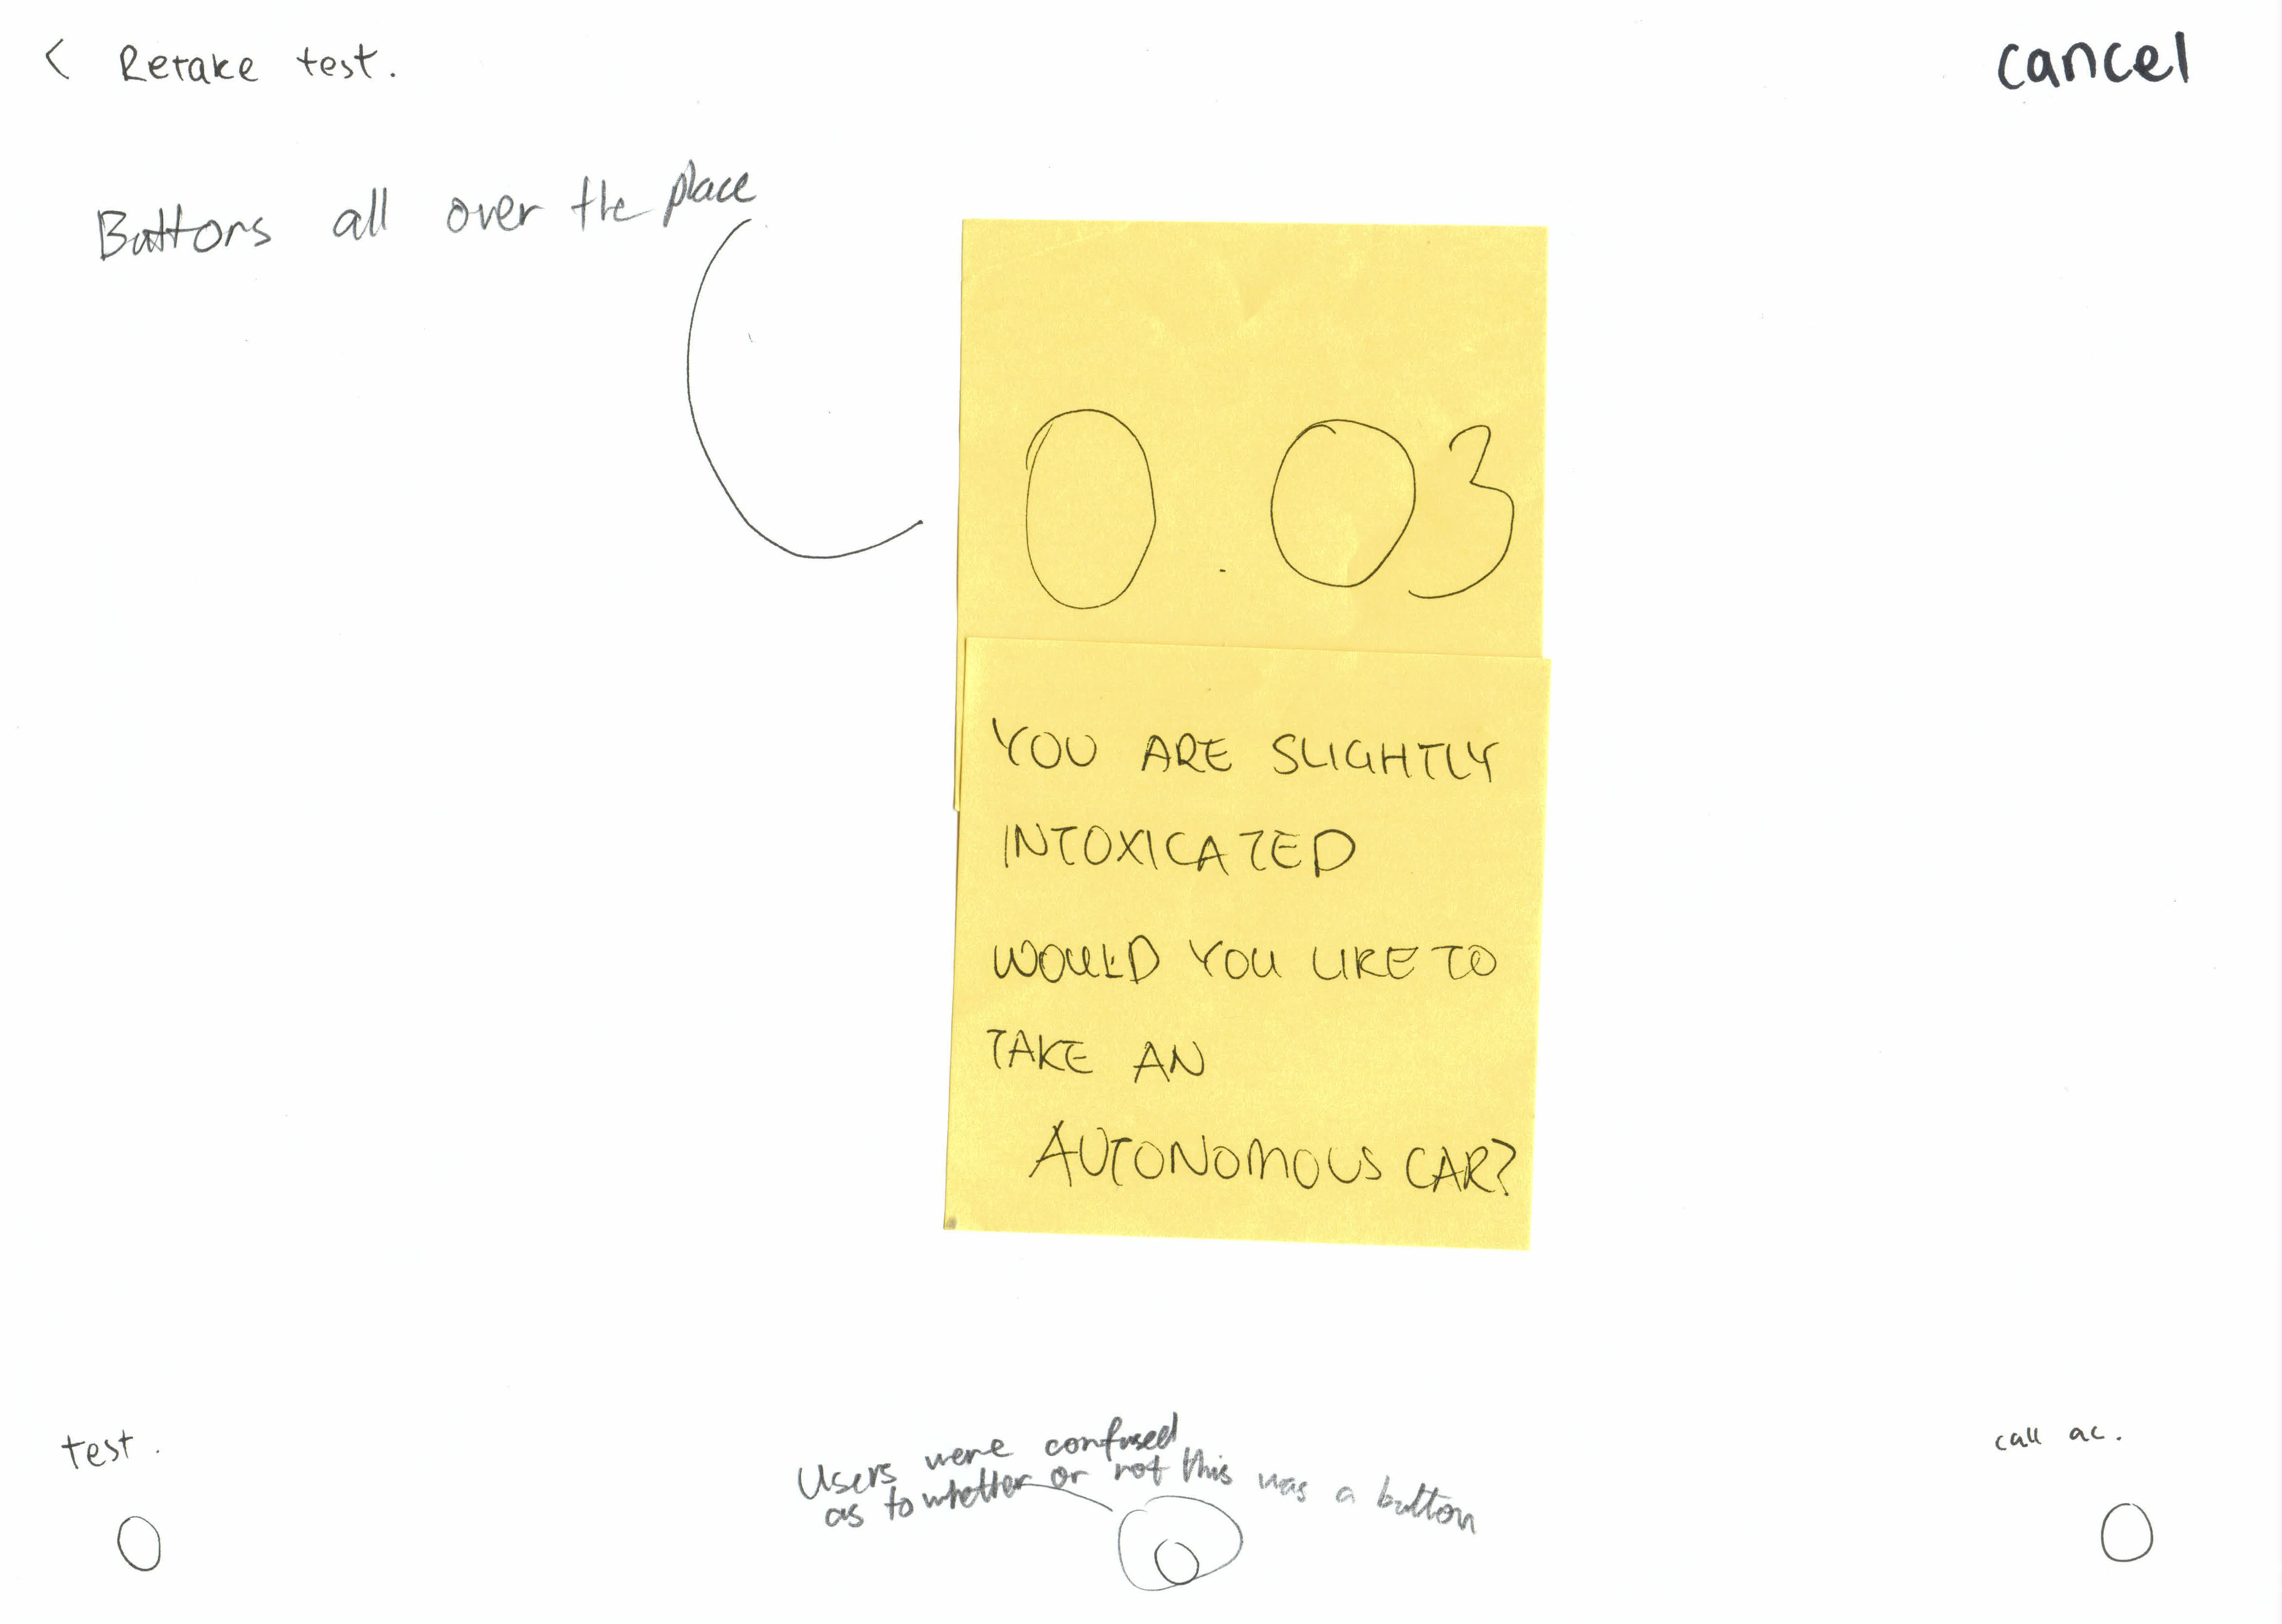 < Retake test.
cancel
Buttons all over the place
0.03
YOU ARE SLIGHTLY
INTOXICATED
WOULD YOU LIKE TO
TAKE AN
AUTONOMOUS CAR?
test.
call ac.
Users were confused
as to whether or not this was a button